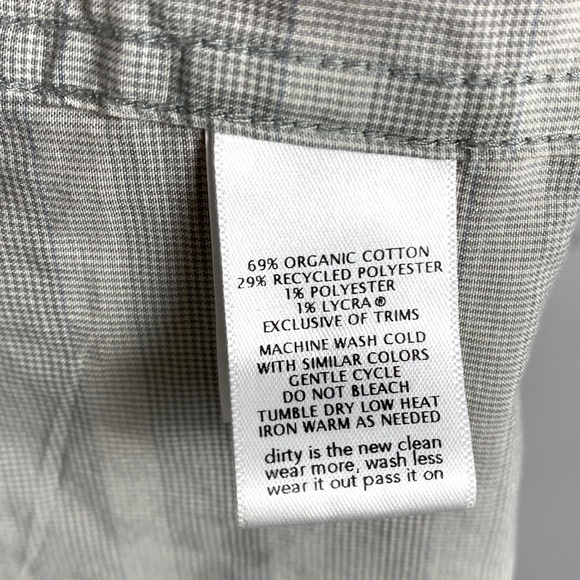 69% ORGANIC COTTON
29% RECYCLED POLYESTER
1% POLYESTER
1% LYCRA®
EXCLUSIVE OF TRIMS
MACHINE WASH COLD
WITH SIMILAR COLORS
GENTLE CYCLE
DO NOT BLEACH
TUMBLE DRY LOW HEAT
IRON WARM AS NEEDED
dirty is the new clean
wear more, wash less
wear it out pass it on